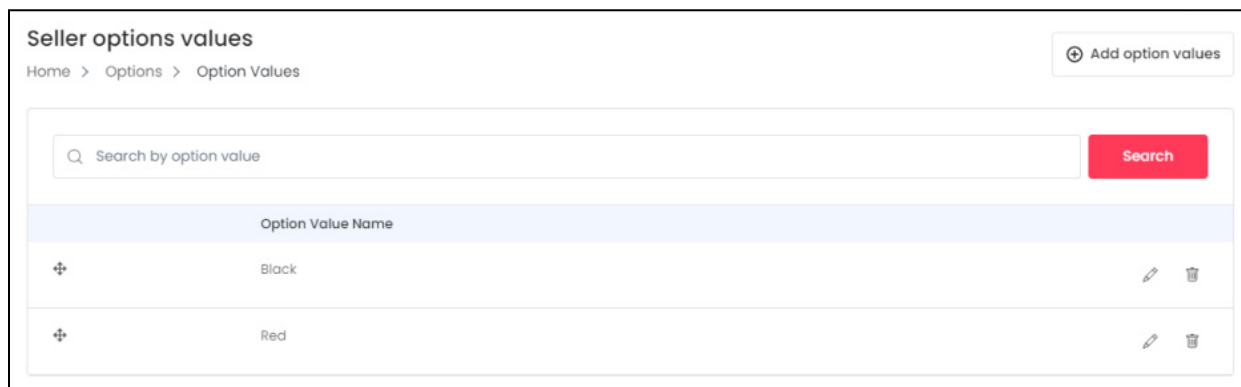 Seller options values
Home > Options > Option Values
Add option values
Search by option value
Search
Option Value Name
Black
Red